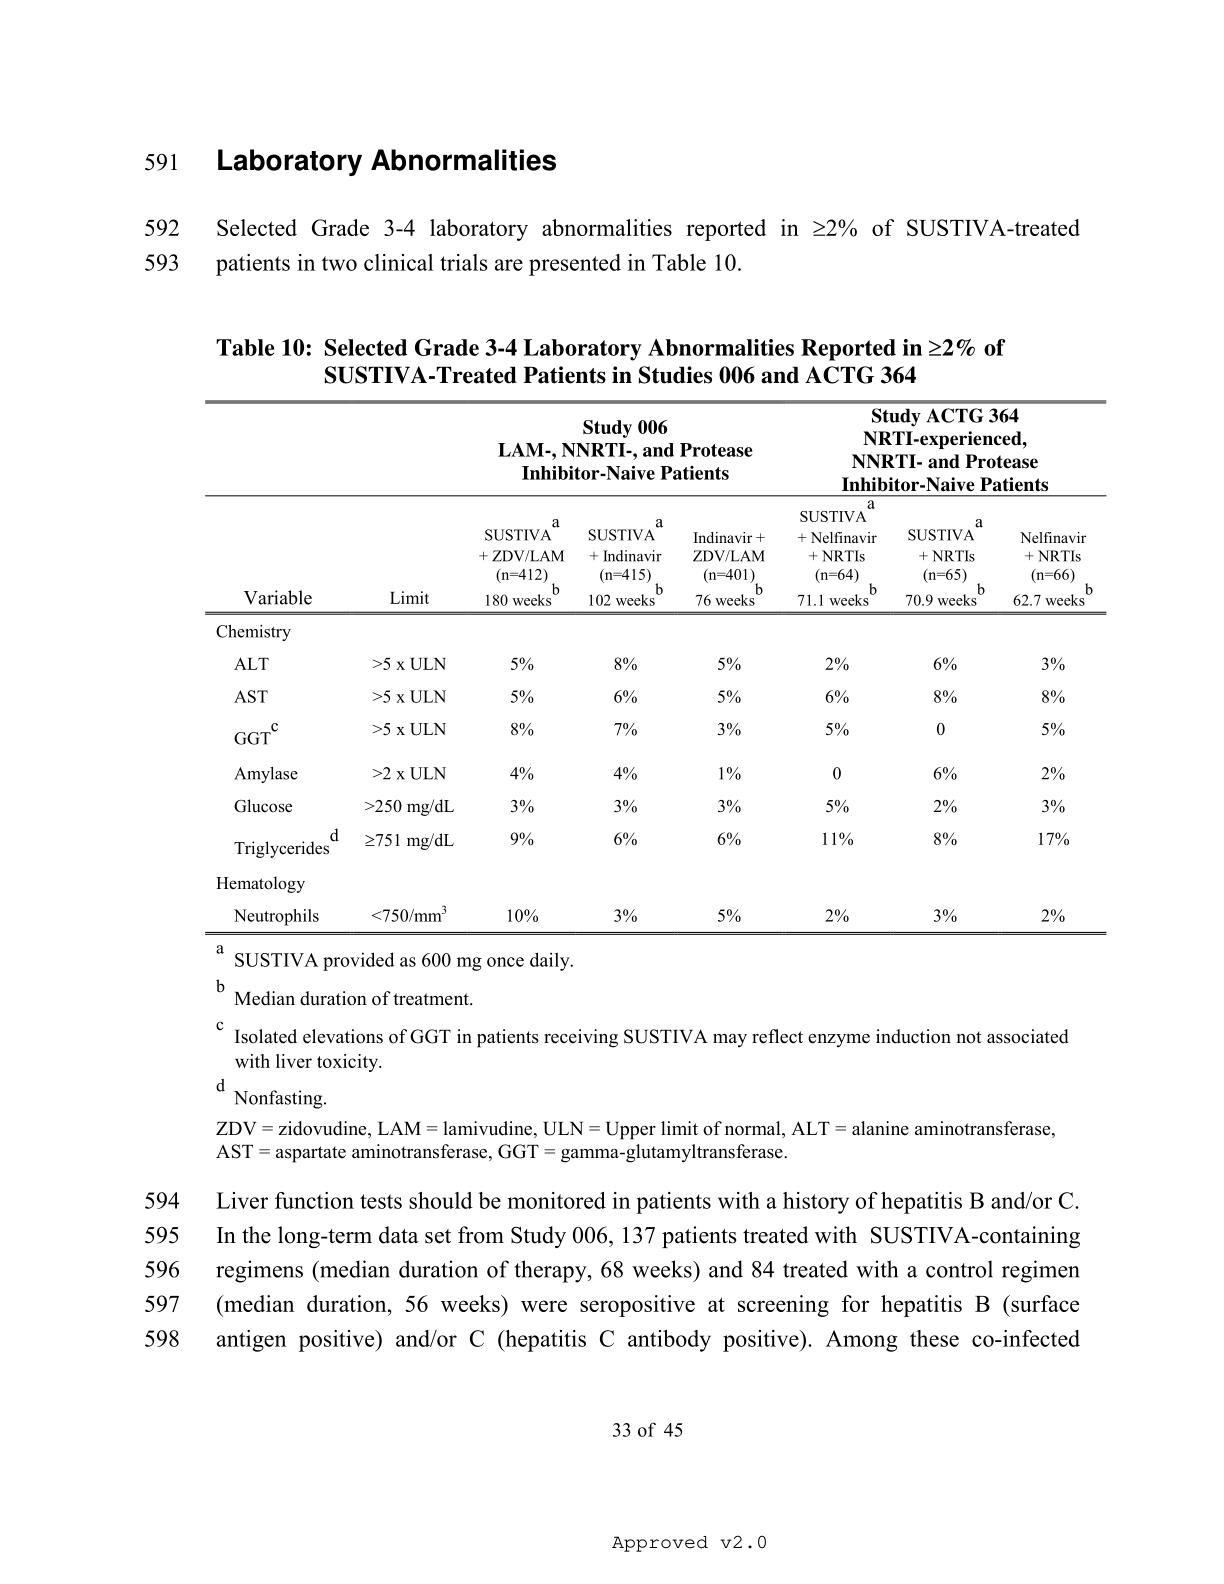 591 Laboratory Abnormalities
592 Selected Grade 3-4 laboratory abnormalities reported in ≥2% of SUSTIVA-treated
593 patients in two clinical trials are presented in Table 10.
Table 10: Selected Grade 3-4 Laboratory Abnormalities Reported in ≥2% of
SUSTIVA-Treated Patients in Studies 006 and ACTG 364
Study 006
LAM-, NNRTI-, and Protease
Inhibitor-Naive Patients
Study ACTG 364
NRTI-experienced,
NNRTI- and Protease
Inhibitor-Naive Patients
Variable
Limit
SUSTIVA^a
+ ZDV/LAM
(n=412)
180 weeks^b
SUSTIVA^a
+ Indinavir
(n=415)
102 weeks^b
Indinavir +
ZDV/LAM
(n=401)
76 weeks^b
SUSTIVA^a
+ Nelfinavir
+ NRTIs
(n=64)
71.1 weeks^b
SUSTIVA^a
+ NRTIs
(n=65)
70.9 weeks^b
Nelfinavir
+ NRTIs
(n=66)
62.7 weeks^b
Chemistry
ALT >5 x ULN 5% 8% 5% 2% 6% 3%
AST >5 x ULN 5% 6% 5% 6% 8% 8%
GGT^c >5 x ULN 8% 7% 3% 5% 0 5%
Amylase >2 x ULN 4% 4% 1% 0 6% 2%
Glucose >250 mg/dL 3% 3% 3% 5% 2% 3%
Triglycerides^d ≥751 mg/dL 9% 6% 6% 11% 8% 17%
Hematology
Neutrophils <750/mm³ 10% 3% 5% 2% 3% 2%
a SUSTIVA provided as 600 mg once daily.
b Median duration of treatment.
c Isolated elevations of GGT in patients receiving SUSTIVA may reflect enzyme induction not associated
with liver toxicity.
d Nonfasting.
ZDV = zidovudine, LAM = lamivudine, ULN = Upper limit of normal, ALT = alanine aminotransferase,
AST = aspartate aminotransferase, GGT = gamma-glutamyltransferase.
594 Liver function tests should be monitored in patients with a history of hepatitis B and/or C.
595 In the long-term data set from Study 006, 137 patients treated with SUSTIVA-containing
596 regimens (median duration of therapy, 68 weeks) and 84 treated with a control regimen
597 (median duration, 56 weeks) were seropositive at screening for hepatitis B (surface
598 antigen positive) and/or C (hepatitis C antibody positive). Among these co-infected
33 of 45
Approved v2.0